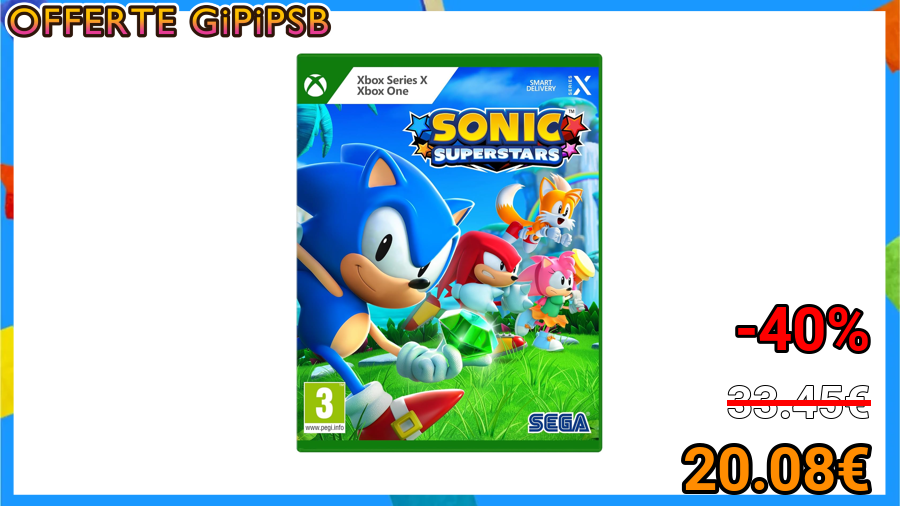 OFFERTE GiPiPSB
Xbox Series X
Xbox One
SMART
DELIVERY
SERIES X
SONIC
SUPERSTARS
TM
3
www.pegi.info
SEGA
-40%
33.45€
20.08€